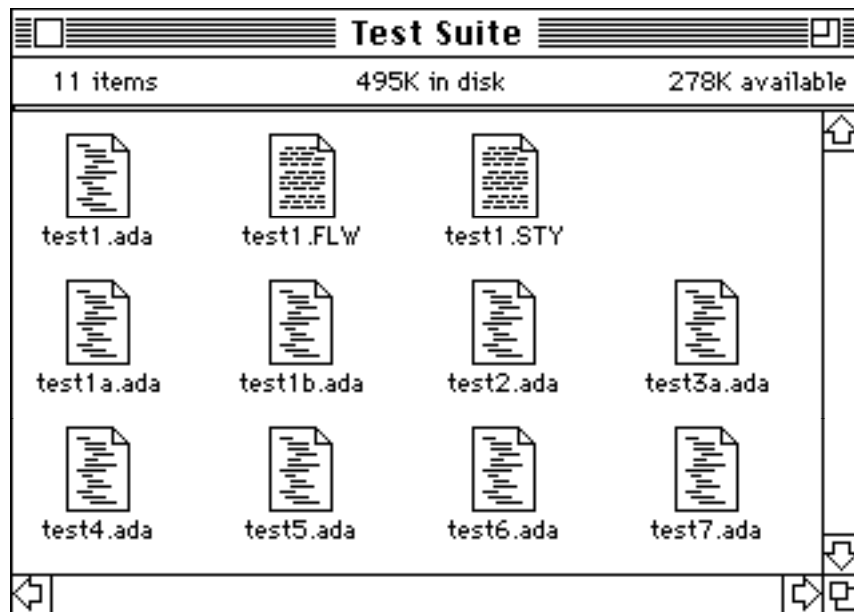 Test Suite
11 items 495K in disk 278K available
test1.ada test1.FLW test1.STY
test1a.ada test1b.ada test2.ada test3a.ada
test4.ada test5.ada test6.ada test7.ada